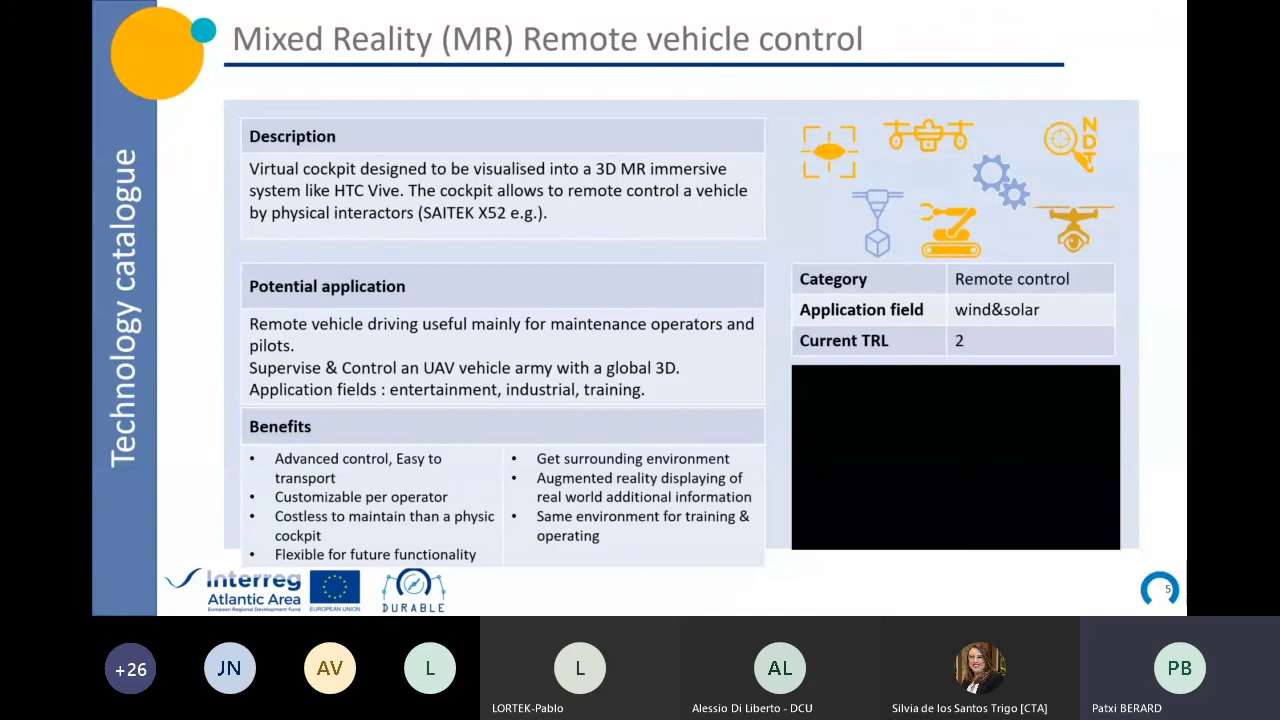 Mixed Reality (MR) Remote vehicle control
Technology catalogue
Description
Virtual cockpit designed to be visualised into a 3D MR immersive
system like HTC Vive. The cockpit allows to remote control a vehicle
by physical interactors (SAITEK X52 e.g.).
Potential application
Remote vehicle driving useful mainly for maintenance operators and
pilots.
Supervise & Control an UAV vehicle army with a global 3D.
Application fields : entertainment, industrial, training.
Benefits
• Advanced control, Easy to
transport
• Customizable per operator
• Costless to maintain than a physic
cockpit
• Flexible for future functionality
• Get surrounding environment
• Augmented reality displaying of
real world additional information
• Same environment for training &
operating
NDT
Category Remote control
Application field wind&solar
Current TRL 2
Interreg
Atlantic Area
European Regional Development Fund
EUROPEAN UNION
DURABLE
5
+26
JN
AV
L
L
LORTEK-Pablo
AL
Alessio Di Liberto - DCU
Silvia de los Santos Trigo [CTA]
PB
Patxi BERARD